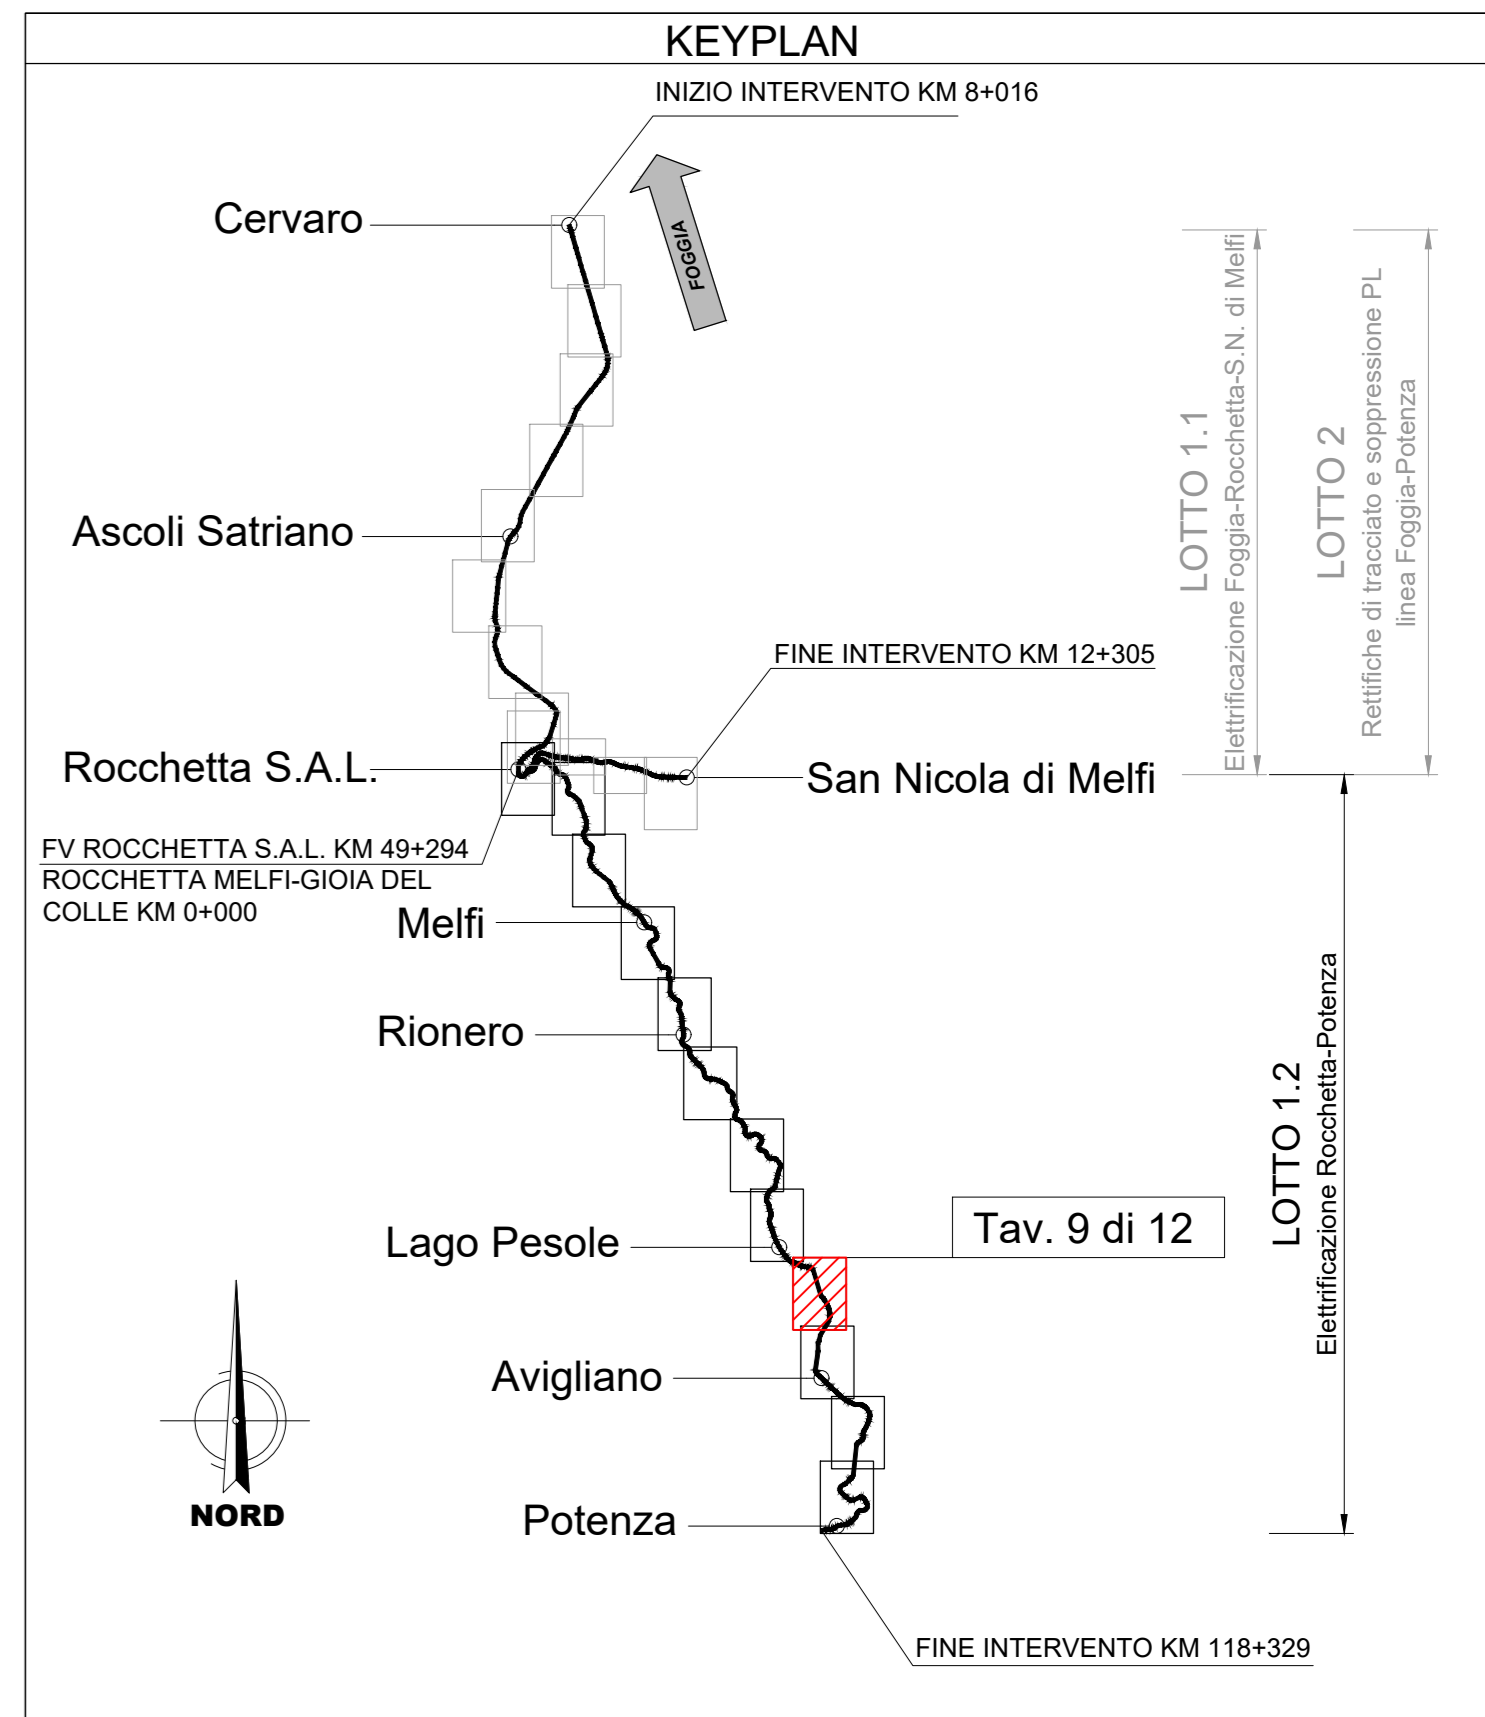 KEYPLAN
INIZIO INTERVENTO KM 8+016
Cervaro
FOGGIA
LOTTO 1.1
Elettrificazione Foggia-Rocchetta-S.N. di Melfi
LOTTO 2
Rettifiche di tracciato e soppressione PL
linea Foggia-Potenza
Ascoli Satriano
FINE INTERVENTO KM 12+305
Rocchetta S.A.L.
San Nicola di Melfi
FV ROCCHETTA S.A.L. KM 49+294
ROCCHETTA MELFI-GIOIA DEL
COLLE KM 0+000
Melfi
Rionero
LOTTO 1.2
Elettrificazione Rocchetta-Potenza
Lago Pesole
Tav. 9 di 12
Avigliano
NORD
Potenza
FINE INTERVENTO KM 118+329